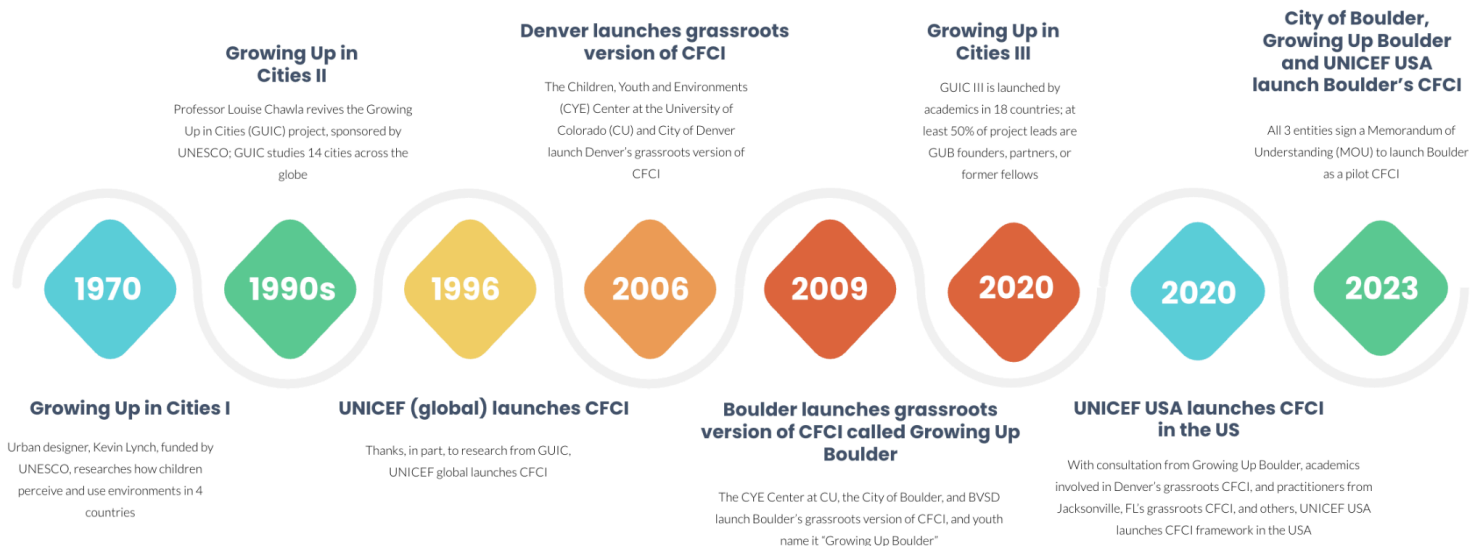 Growing Up in Cities I
Urban designer, Kevin Lynch, funded by
UNESCO, researches how children
perceive and use environments in 4
countries
1970
Growing Up in
Cities II
Professor Louise Chawla revives the Growing
Up in Cities (GUIC) project, sponsored by
UNESCO; GUIC studies 14 cities across the
globe
1990s
1996
UNICEF (global) launches CFCI
Thanks, in part, to research from GUIC,
UNICEF global launches CFCI
Denver launches grassroots
version of CFCI
The Children, Youth and Environments
(CYE) Center at the University of
Colorado (CU) and City of Denver
launch Denver's grassroots version of
CFCI
2006
2009
Boulder launches grassroots
version of CFCI called Growing Up
Boulder
The CYE Center at CU, the City of Boulder, and BVSD
launch Boulder's grassroots version of CFCI, and youth
name it "Growing Up Boulder"
Growing Up in
Cities III
GUIC III is launched by
academics in 18 countries; at
least 50% of project leads are
GUB founders, partners, or
former fellows
2020
2020
UNICEF USA launches CFCI
in the US
With consultation from Growing Up Boulder, academics
involved in Denver's grassroots CFCI, and practitioners from
Jacksonville, FL's grassroots CFCI, and others, UNICEF USA
launches CFCI framework in the USA
City of Boulder,
Growing Up Boulder
and UNICEF USA
launch Boulder's CFCI
All 3 entities sign a Memorandum of
Understanding (MOU) to launch Boulder
as a pilot CFCI
2023